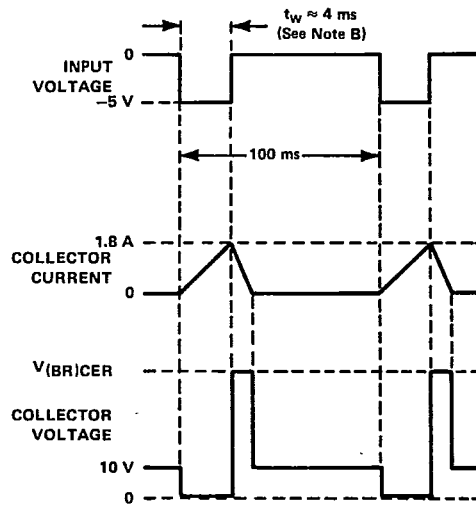 t_w ≈ 4 ms
(See Note B)
0
INPUT
VOLTAGE
−5 V
100 ms
1.8 A
COLLECTOR
CURRENT
0
V(BR)CER
COLLECTOR
VOLTAGE
10 V
0